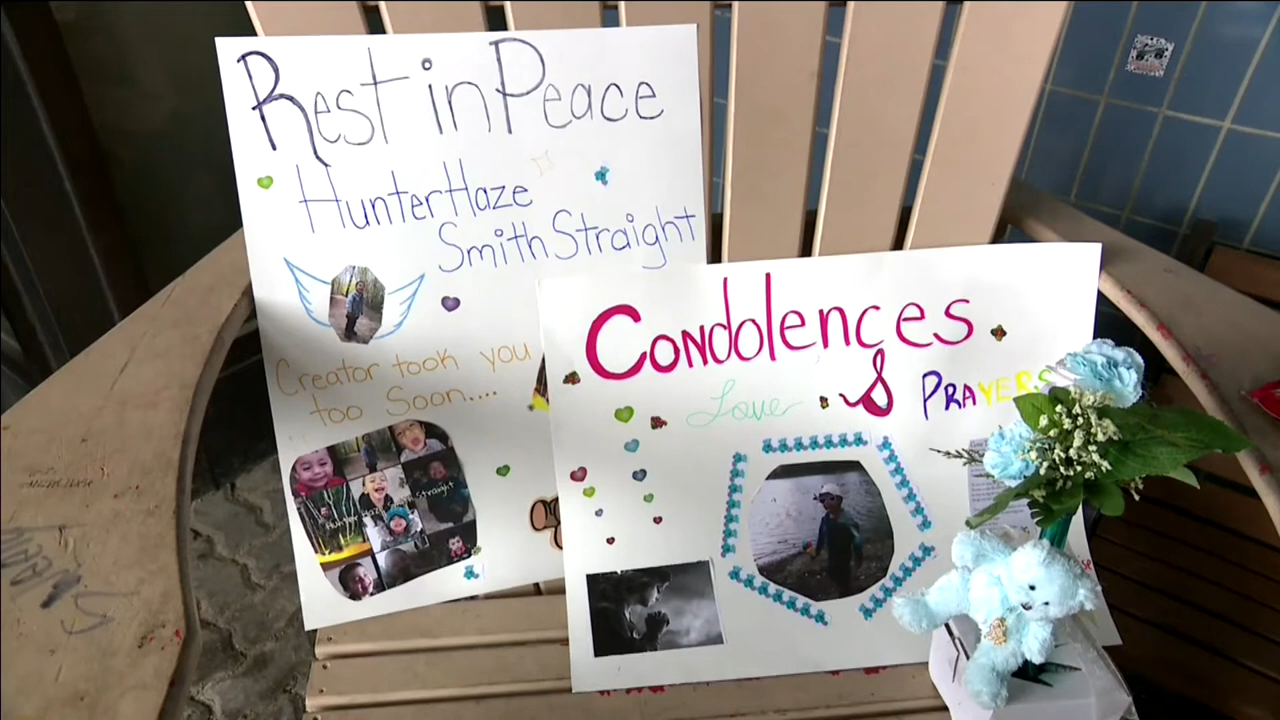 Rest in Peace
Hunter Haze
Smith Straight
Creator took you
too Soon....
Condolences
Love & PRAYERS